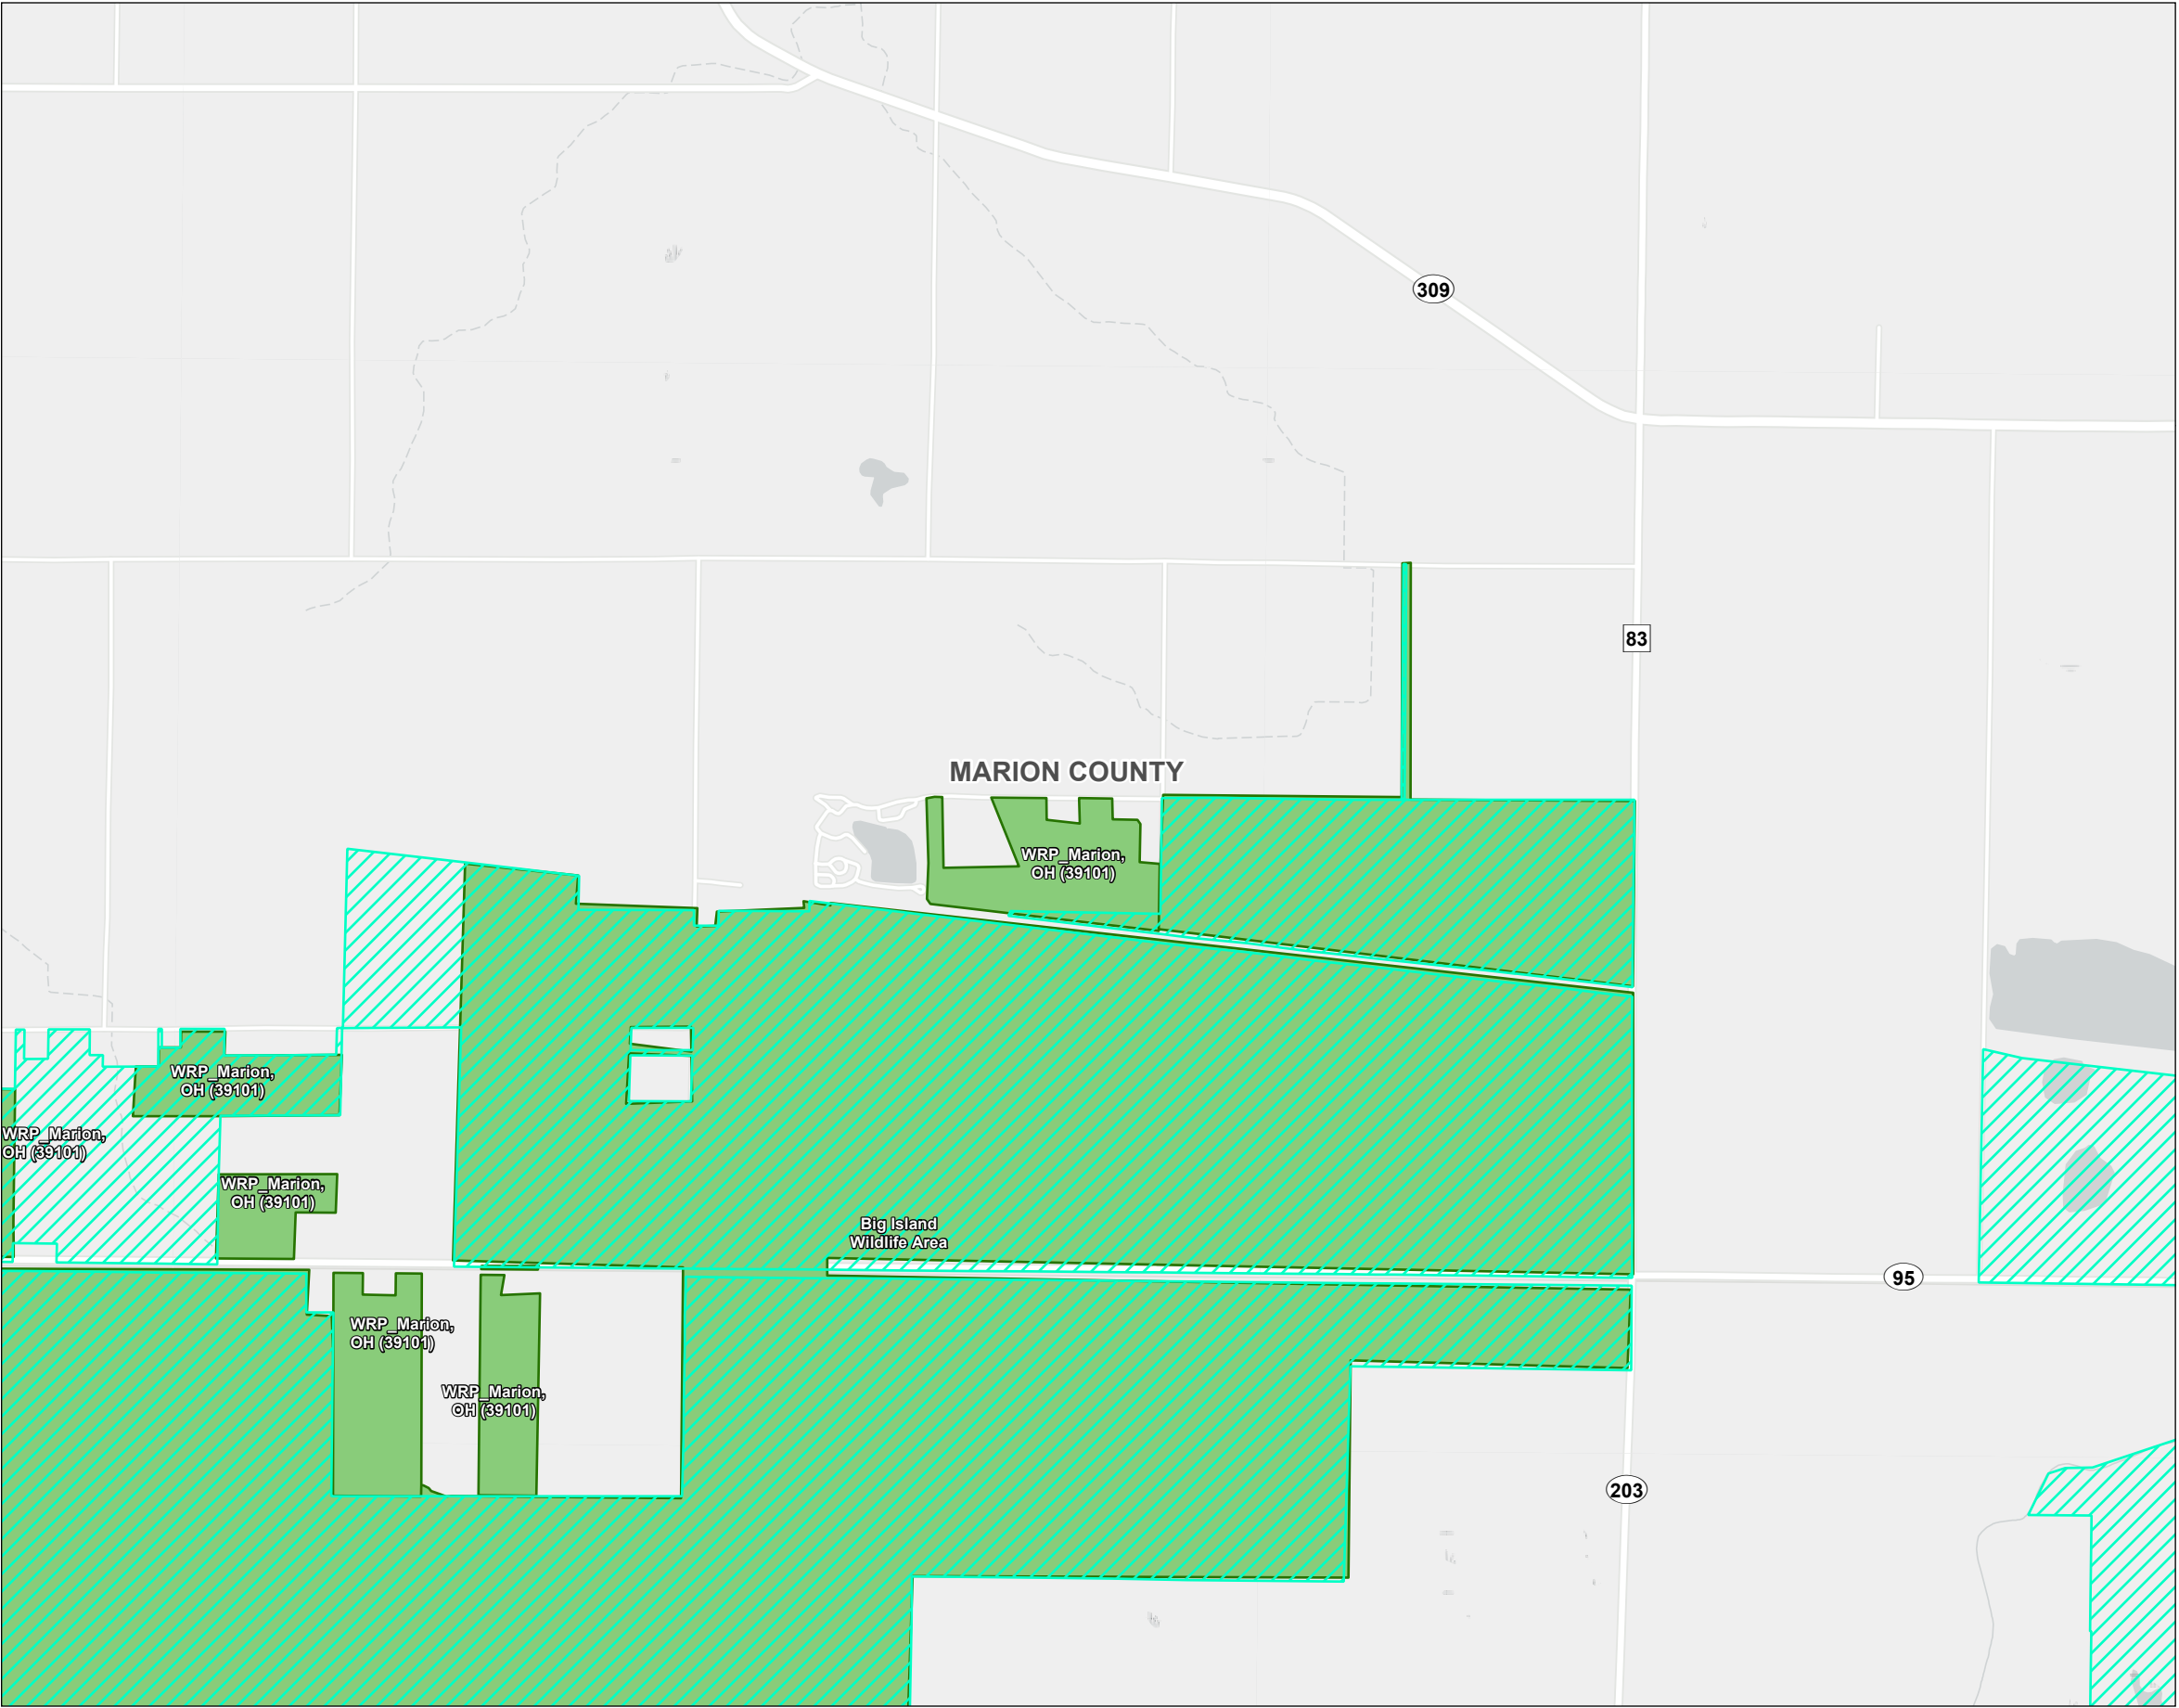 309
83
MARION COUNTY
WRP_Marion,
OH (39101)
WRP_Marion,
OH (39101)
WRP_Marion,
OH (39101)
WRP_Marion,
OH (39101)
Big Island
Wildlife Area
95
WRP_Marion,
OH (39101)
WRP_Marion,
OH (39101)
203